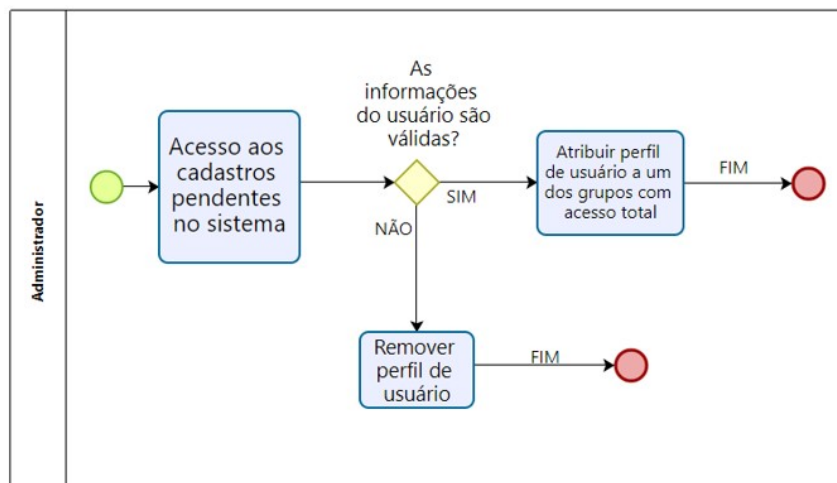 Administrador
Acesso aos
cadastros
pendentes
no sistema
As
informações
do usuário são
válidas?
SIM
NÃO
Atribuir perfil
de usuário a um
dos grupos com
acesso total
FIM
Remover
perfil de
usuário
FIM